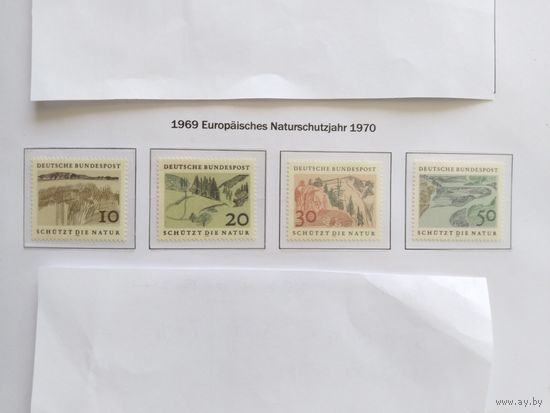 1969 Europäisches Naturschutzjahr 1970
DEUTSCHE BUNDESPOST
10
SCHÜTZT DIE NATUR
DEUTSCHE BUNDESPOST
20
SCHÜTZT DIE NATUR
DEUTSCHE BUNDESPOST
30
SCHÜTZT DIE NATUR
DEUTSCHE BUNDESPOST
50
SCHÜTZT DIE NATUR
© www.ay.by